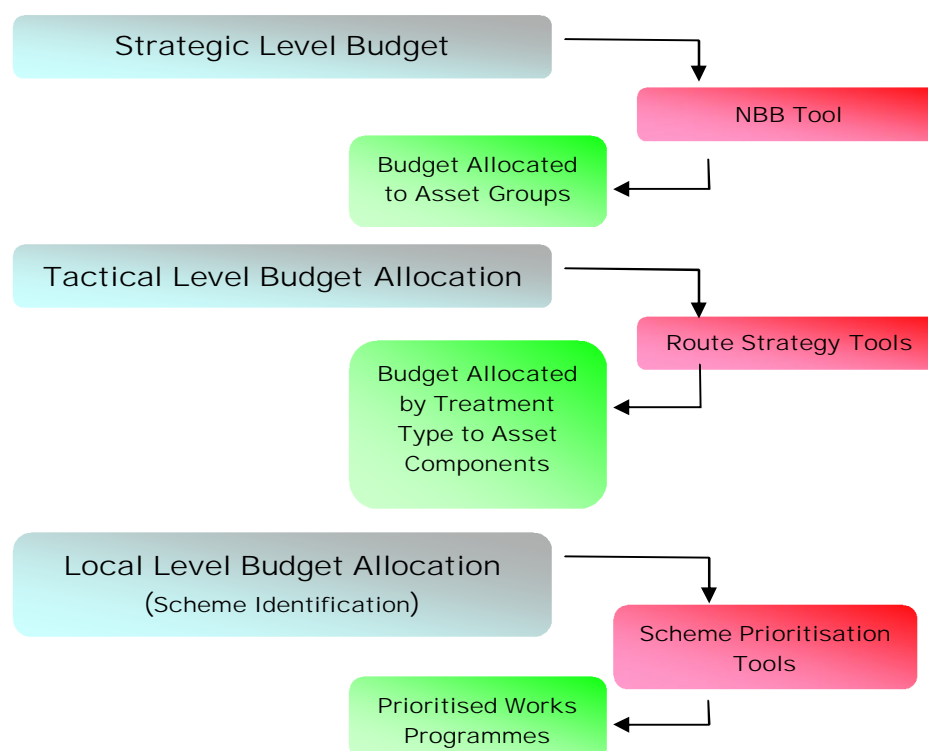 Strategic Level Budget
NBB Tool
Budget Allocated
to Asset Groups
Tactical Level Budget Allocation
Route Strategy Tools
Budget Allocated
by Treatment
Type to Asset
Components
Local Level Budget Allocation
(Scheme Identification)
Scheme Prioritisation
Tools
Prioritised Works
Programmes